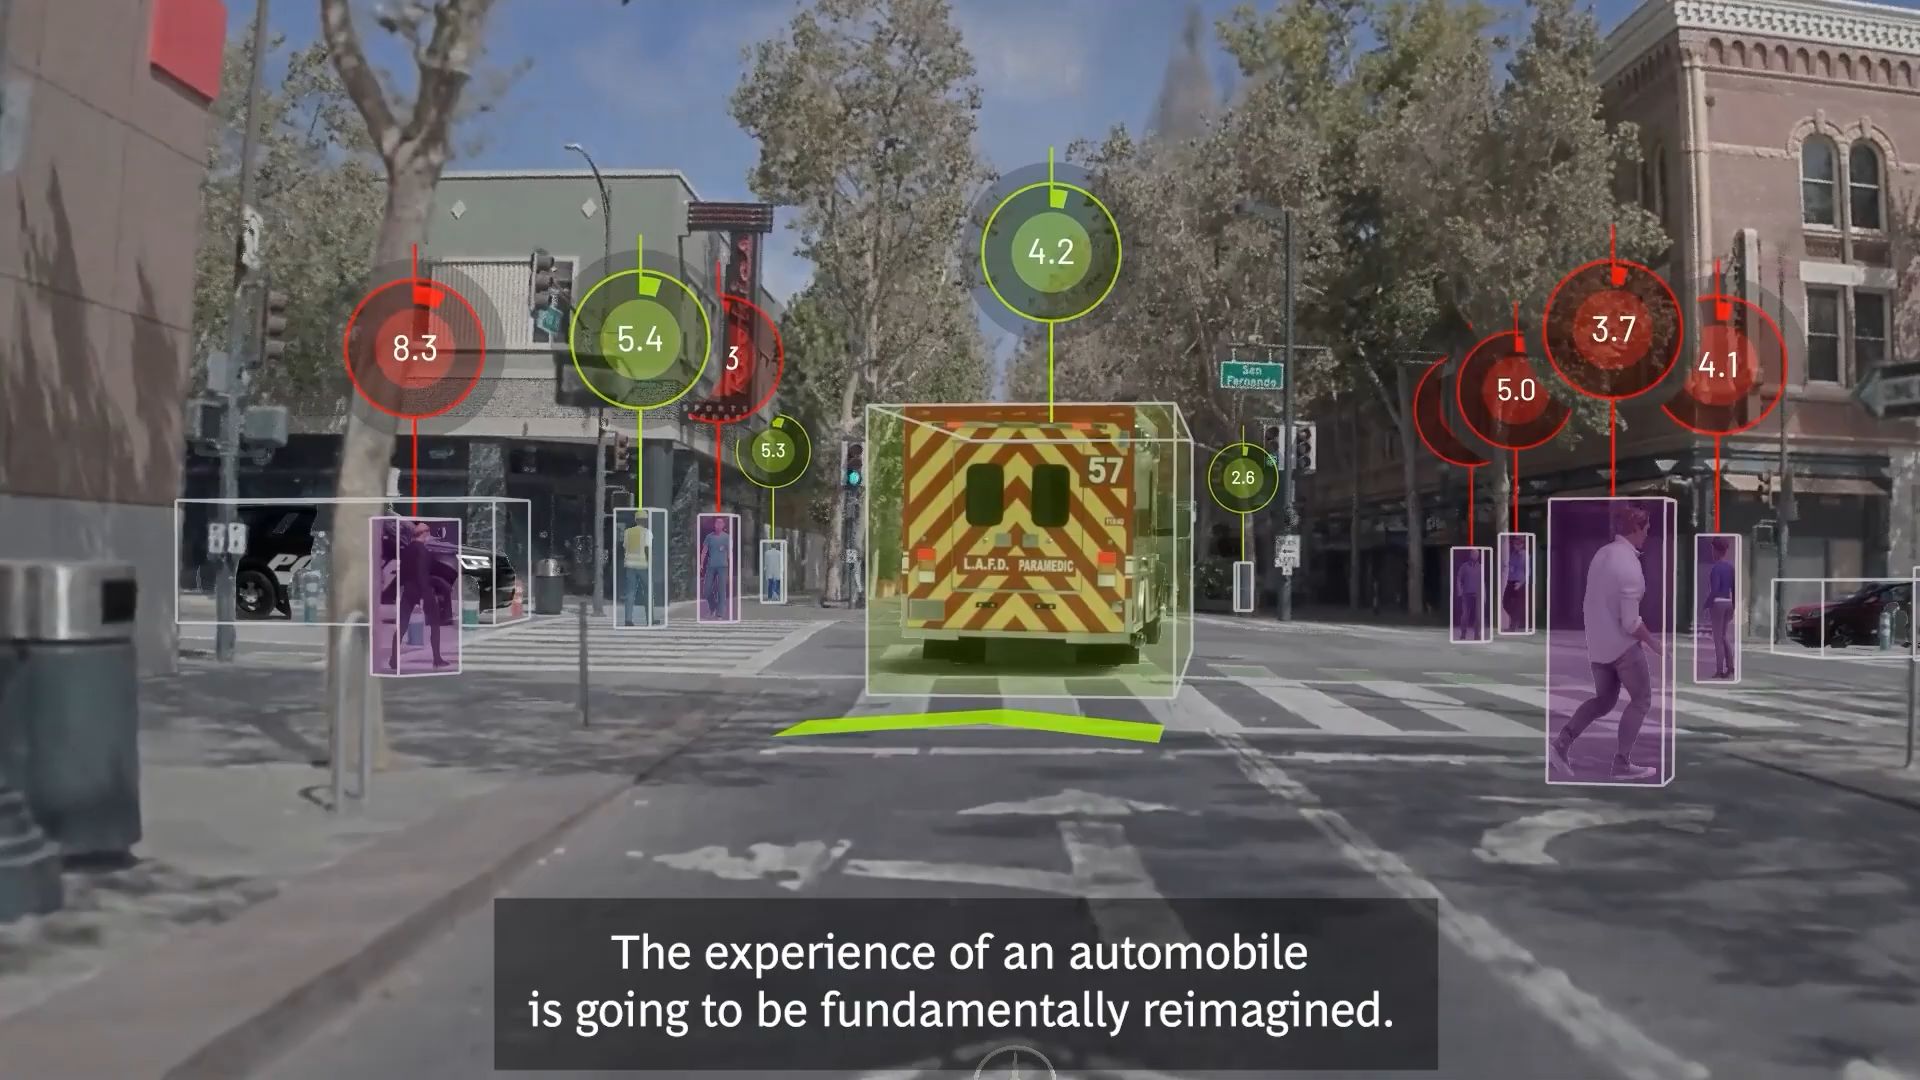 4.2
3.7
8.3
5.4
3
4.1
5.0
San
Fernando
5.3
2.6
57
L.A.F.D. PARAMEDIC
SPORTS
The experience of an automobile
is going to be fundamentally reimagined.